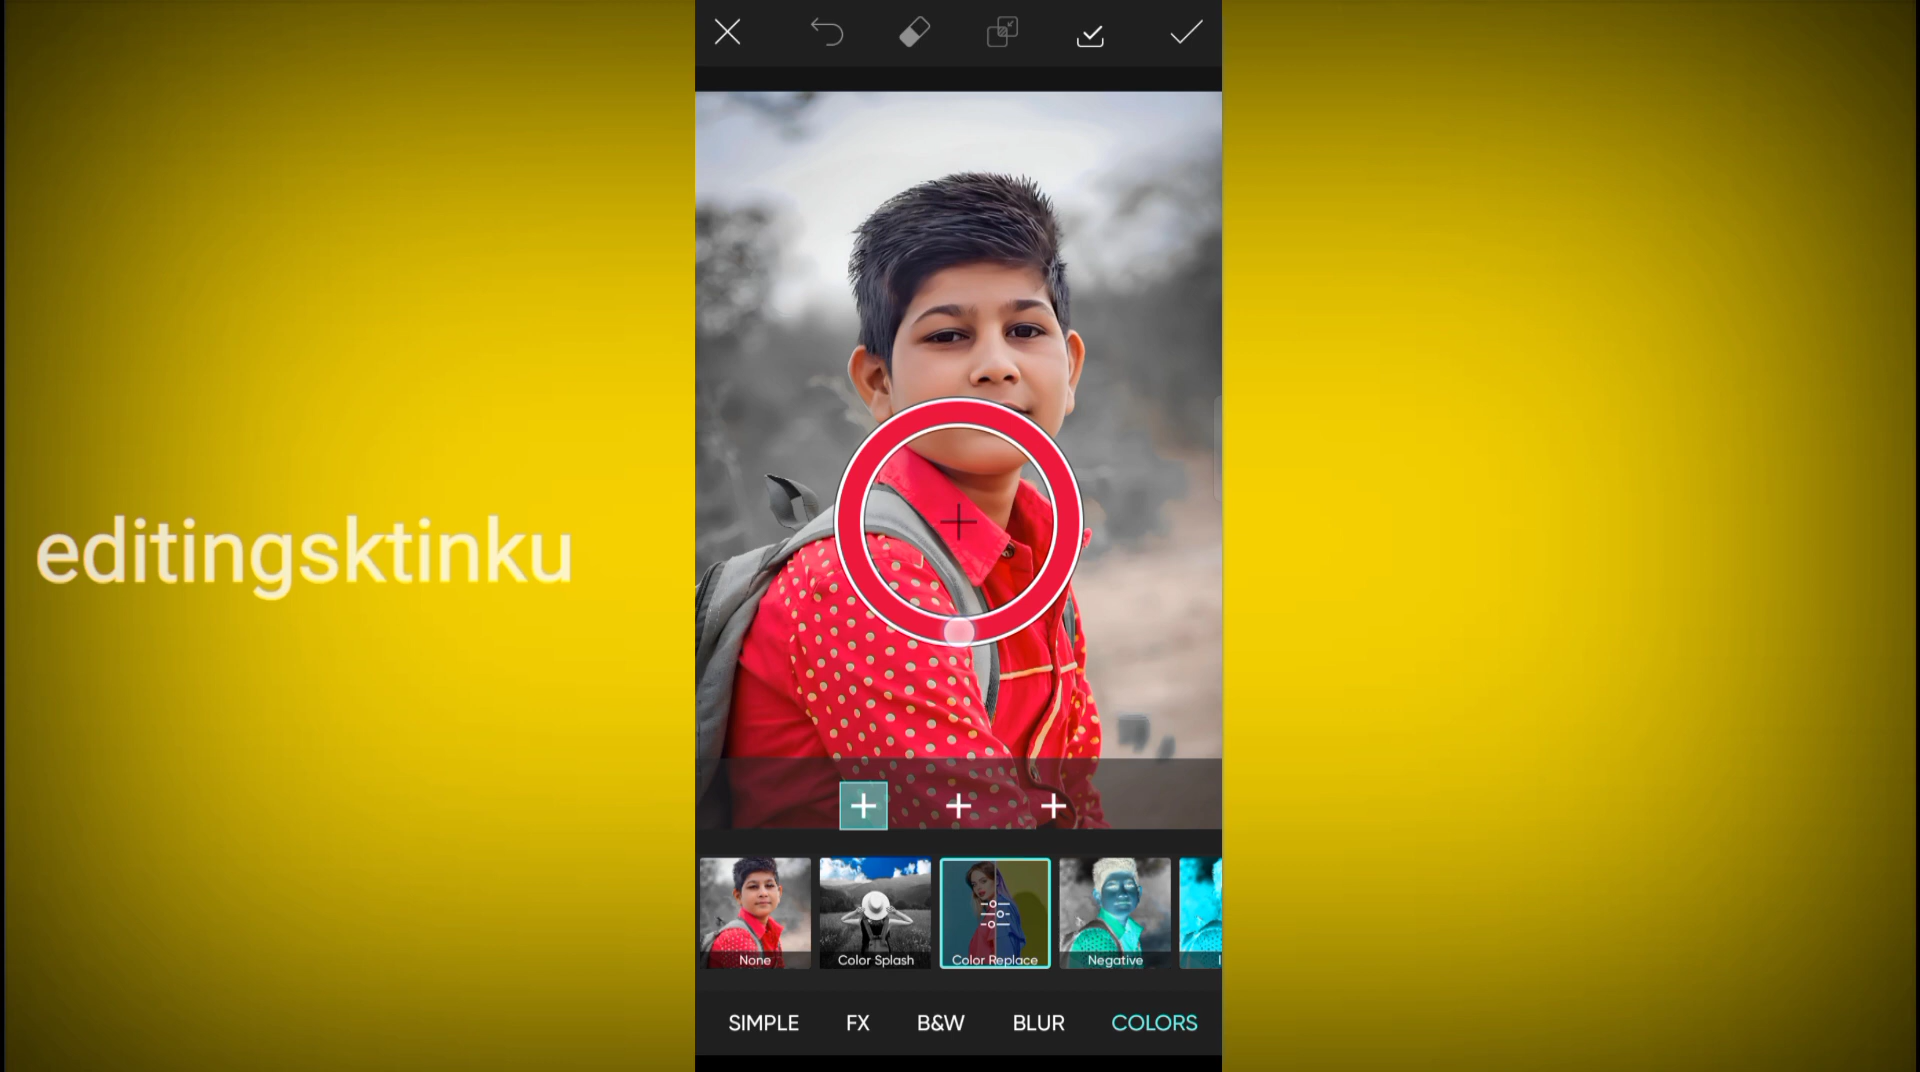 editingsktinku
None
Color Splash
Color Replace
Negative
SIMPLE
FX
B&W
BLUR
COLORS